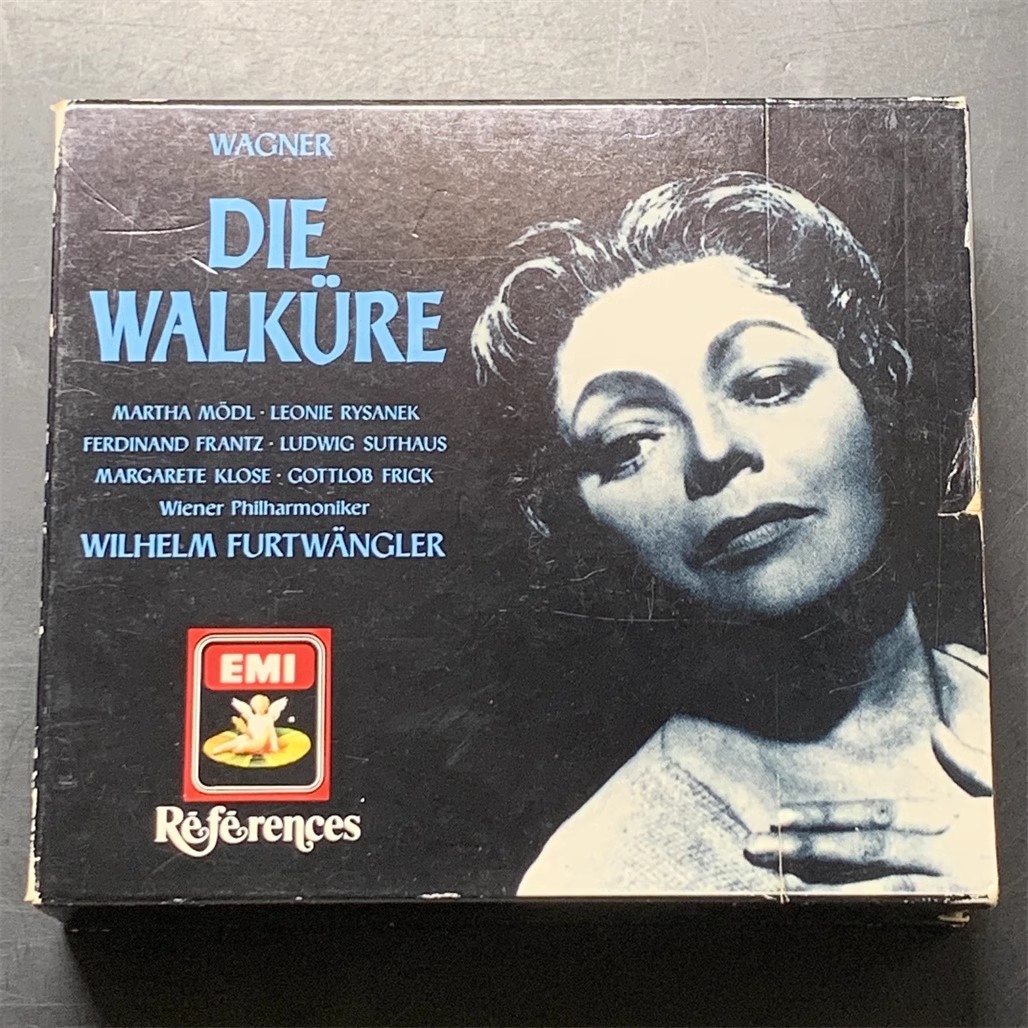 WAGNER
DIE
WALKÜRE
MARTHA MÖDL · LEONIE RYSANEK
FERDINAND FRANTZ · LUDWIG SUTHAUS
MARGARETE KLOSE · GOTTLOB FRICK
Wiener Philharmoniker
WILHELM FURTWÄNGLER
EMI
Références